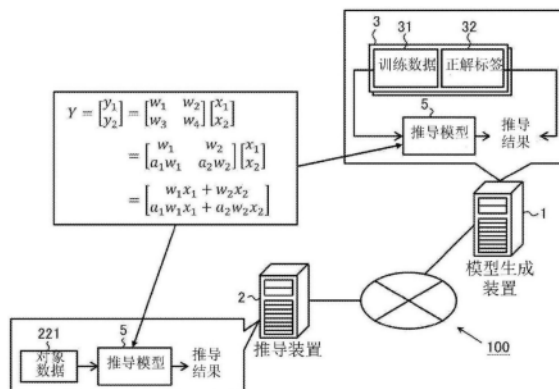 3
31
32
训练数据
正解标签
5
推导模型
推导
结果
Y = [y₁ y₂] = [w₁ w₂ w₃ w₄] [x₁ x₂]
= [w₁ w₂ a₁w₁ a₂w₂] [x₁ x₂]
= [w₁x₁ + w₂x₂ a₁w₁x₁ + a₂w₂x₂]
1
模型生成
装置
2
推导装置
100
221
对象
数据
5
推导模型
推导
结果